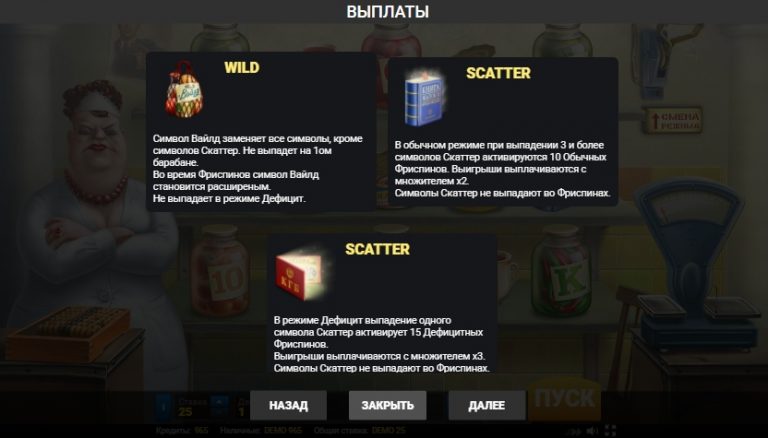 ВЫПЛАТЫ
WILD
Символ Вайлд заменяет все символы, кроме
символов Скаттер. Не выпадет на 1ом
барабане.
Во время Фриспинов символ Вайлд
становится расширеным.
Не выпадает в режиме Дефицит.
SCATTER
В обычном режиме при выпадении 3 и более
символов Скаттер активируются 10 Обычных
Фриспинов. Выигрыши выплачиваются с
множителем x2.
Символы Скаттер не выпадают во Фриспинах.
СМЕНА
РЕЖИМА
SCATTER
КГБ
В режиме Дефицит выпадение одного
символа Скаттер активирует 15 Дефицитных
Фриспинов.
Выигрыши выплачиваются с множителем x3.
Символы Скаттер не выпадают во Фриспинах.
10
K
Ставка
25
1
НАЗАД
ЗАКРЫТЬ
ДАЛЕЕ
ПУСК
Кредиты: 965 Наличные: DEMO 965 Общая ставка: DEMO 25